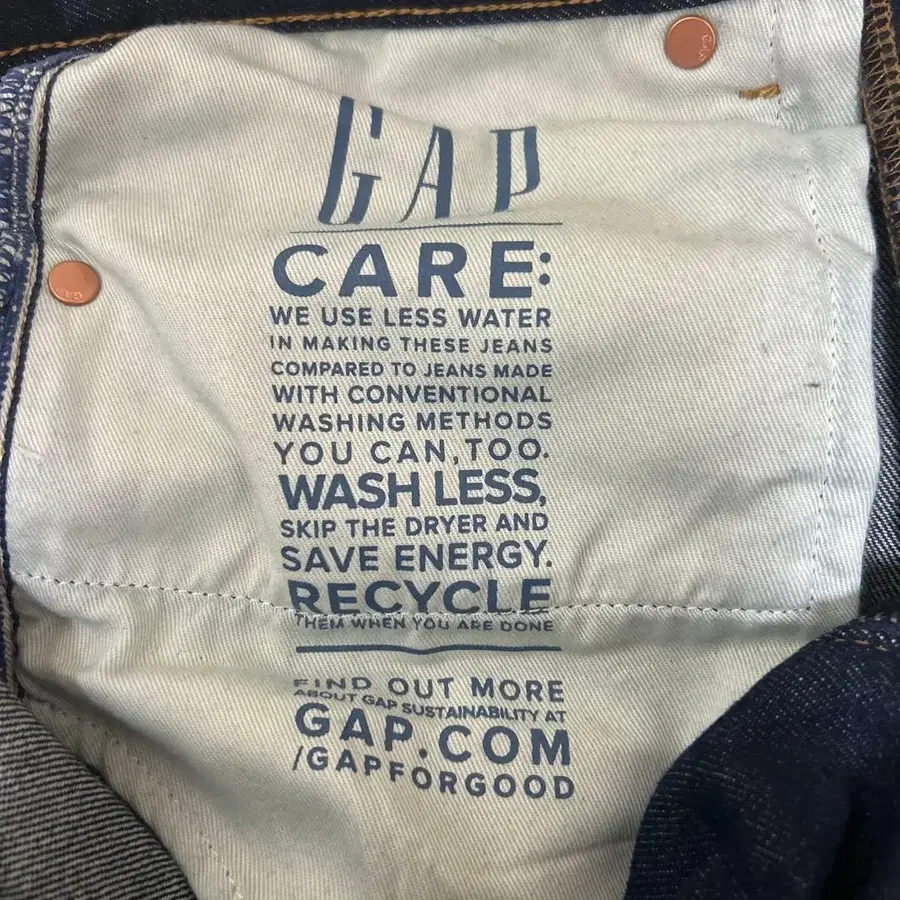 GAP
GAP
GAP
CARE:
WE USE LESS WATER
IN MAKING THESE JEANS
COMPARED TO JEANS MADE
WITH CONVENTIONAL
WASHING METHODS
YOU CAN, TOO.
WASH LESS,
SKIP THE DRYER AND
SAVE ENERGY.
RECYCLE
THEM WHEN YOU ARE DONE
FIND OUT MORE
ABOUT GAP SUSTAINABILITY AT
GAP.COM
/GAPFORGOOD